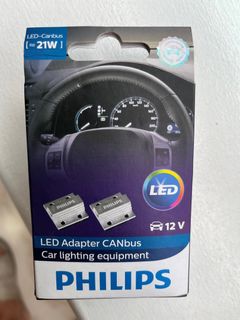 LED-Canbus
[≈ 21W]
LED
12 V
LED Adapter CANbus
Car lighting equipment
PHILIPS